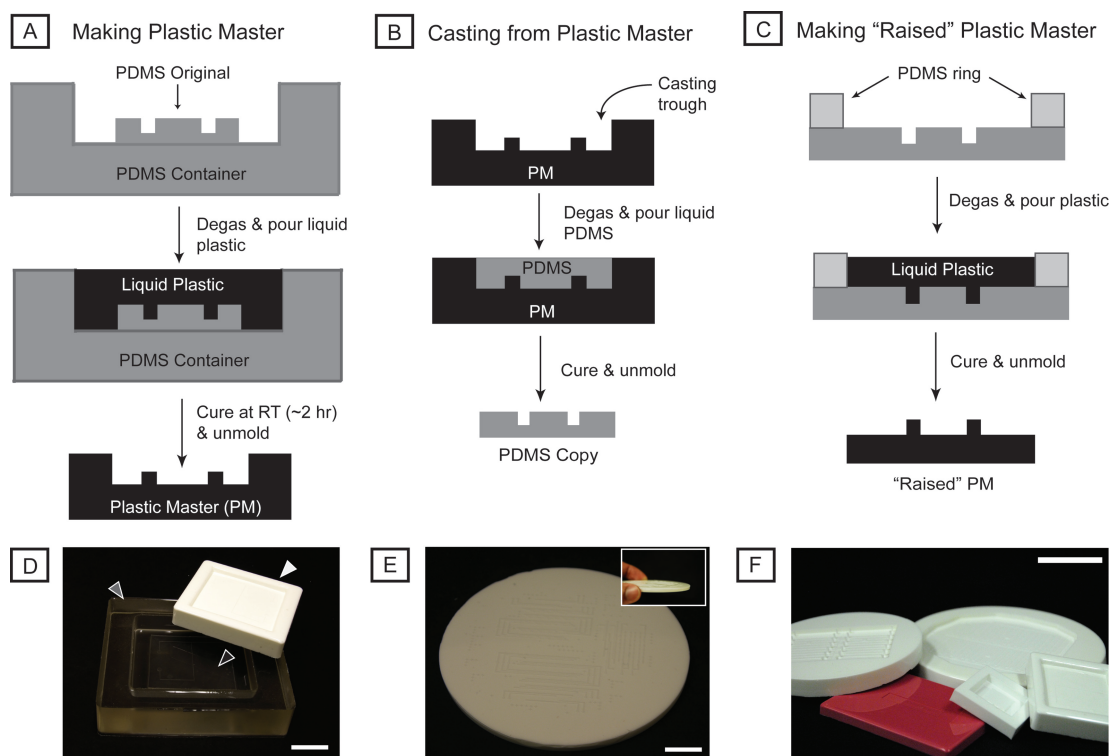 A Making Plastic Master
PDMS Original
PDMS Container
Degas & pour liquid
plastic
Liquid Plastic
PDMS Container
Cure at RT (~2 hr)
& unmold
Plastic Master (PM)
B Casting from Plastic Master
Casting
trough
PM
Degas & pour liquid
PDMS
PDMS
PM
Cure & unmold
PDMS Copy
C Making “Raised” Plastic Master
PDMS ring
Degas & pour plastic
Liquid Plastic
Cure & unmold
“Raised” PM
D
E
F